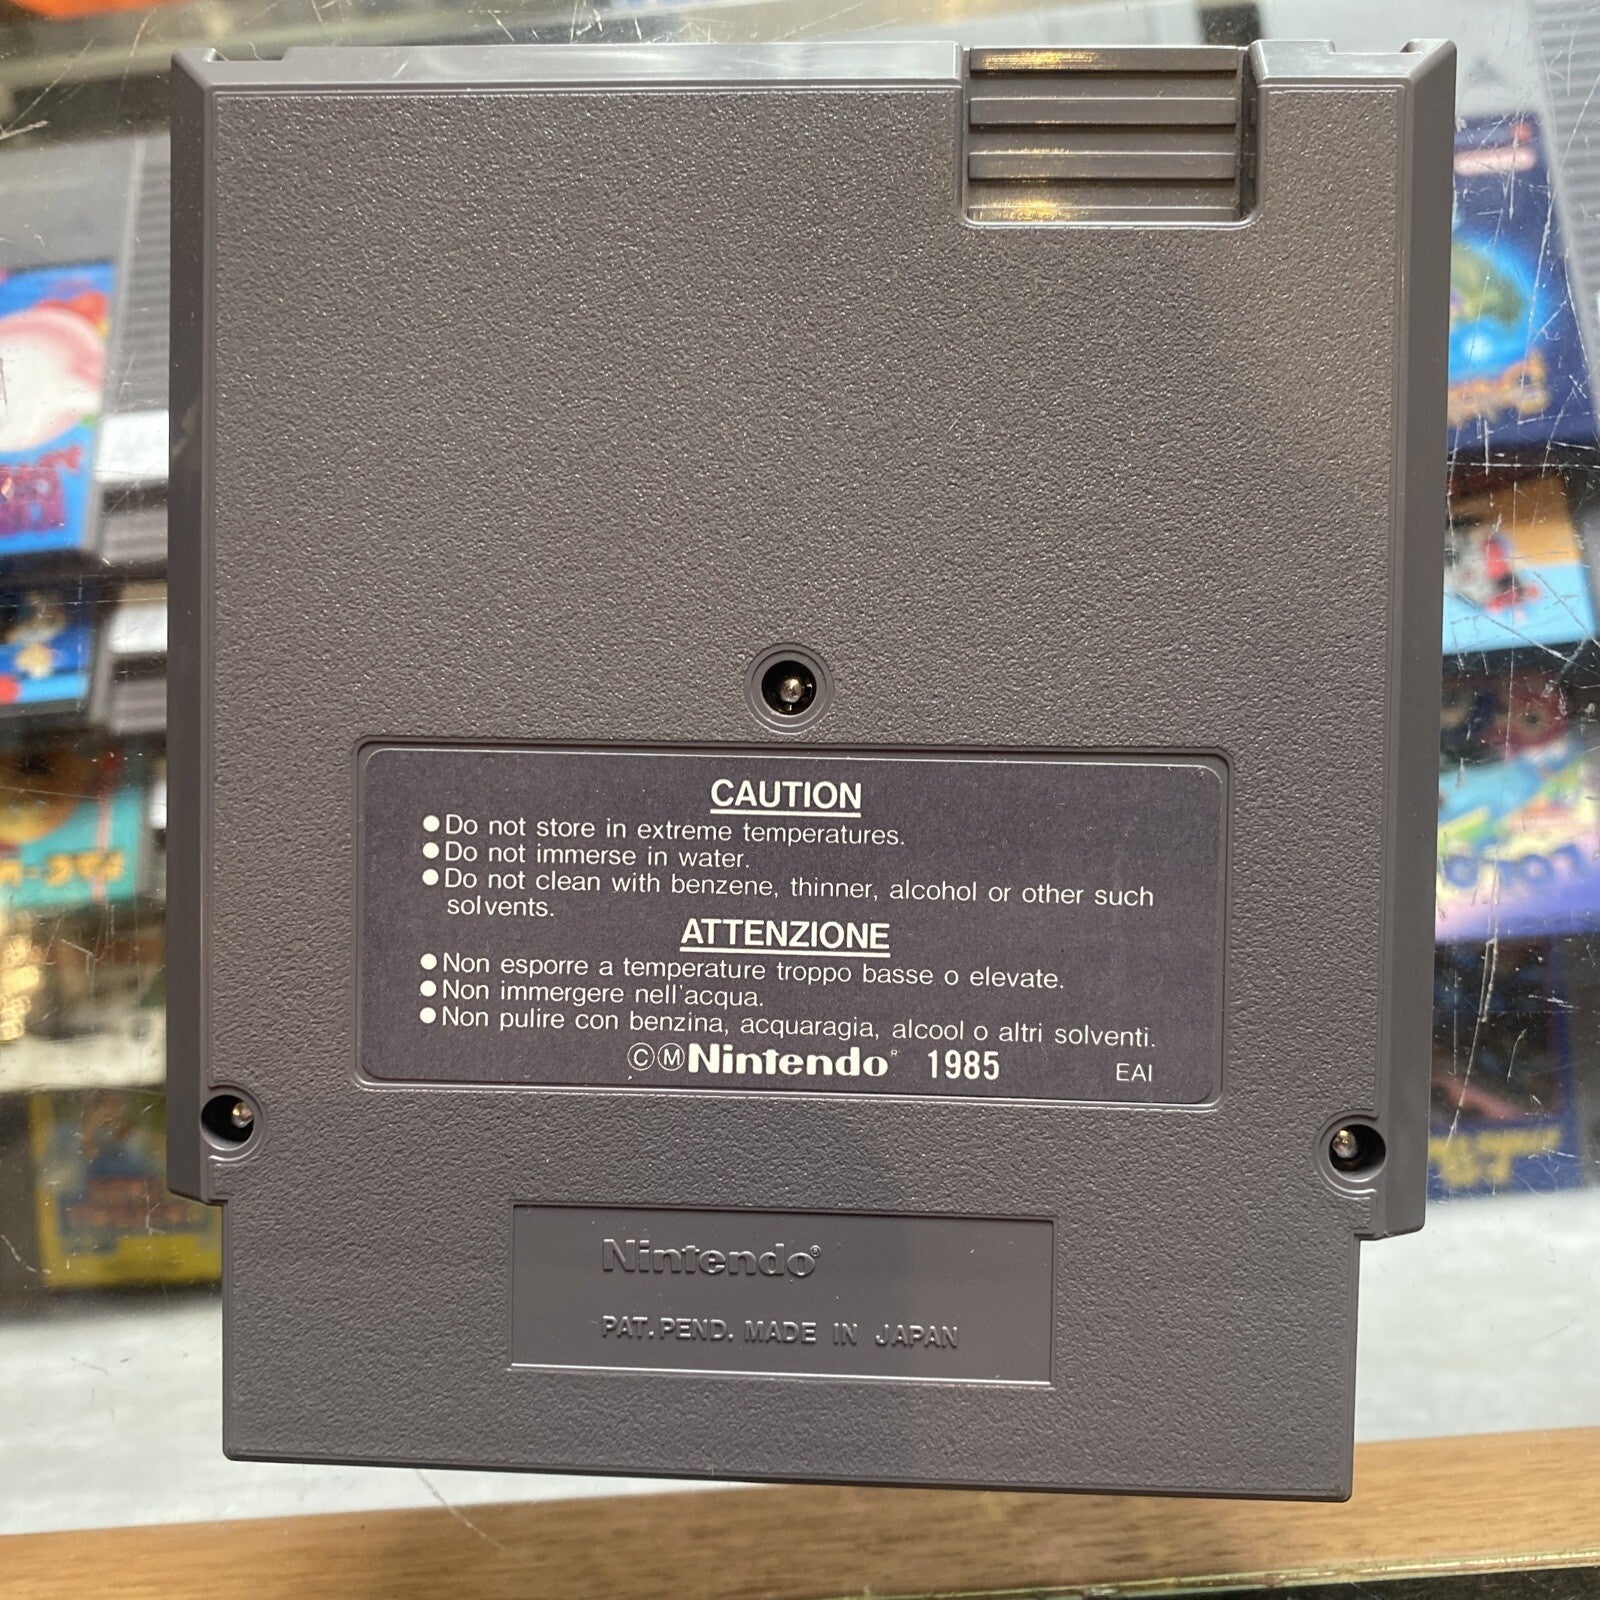 CAUTION
●Do not store in extreme temperatures.
●Do not immerse in water.
●Do not clean with benzene, thinner, alcohol or other such
solvents.
ATTENZIONE
●Non esporre a temperature troppo basse o elevate.
●Non immergere nell'acqua.
●Non pulire con benzina, acquaragia, alcool o altri solventi.
©ⓂNintendo® 1985 EAI
Nintendo®
PAT. PEND. MADE IN JAPAN